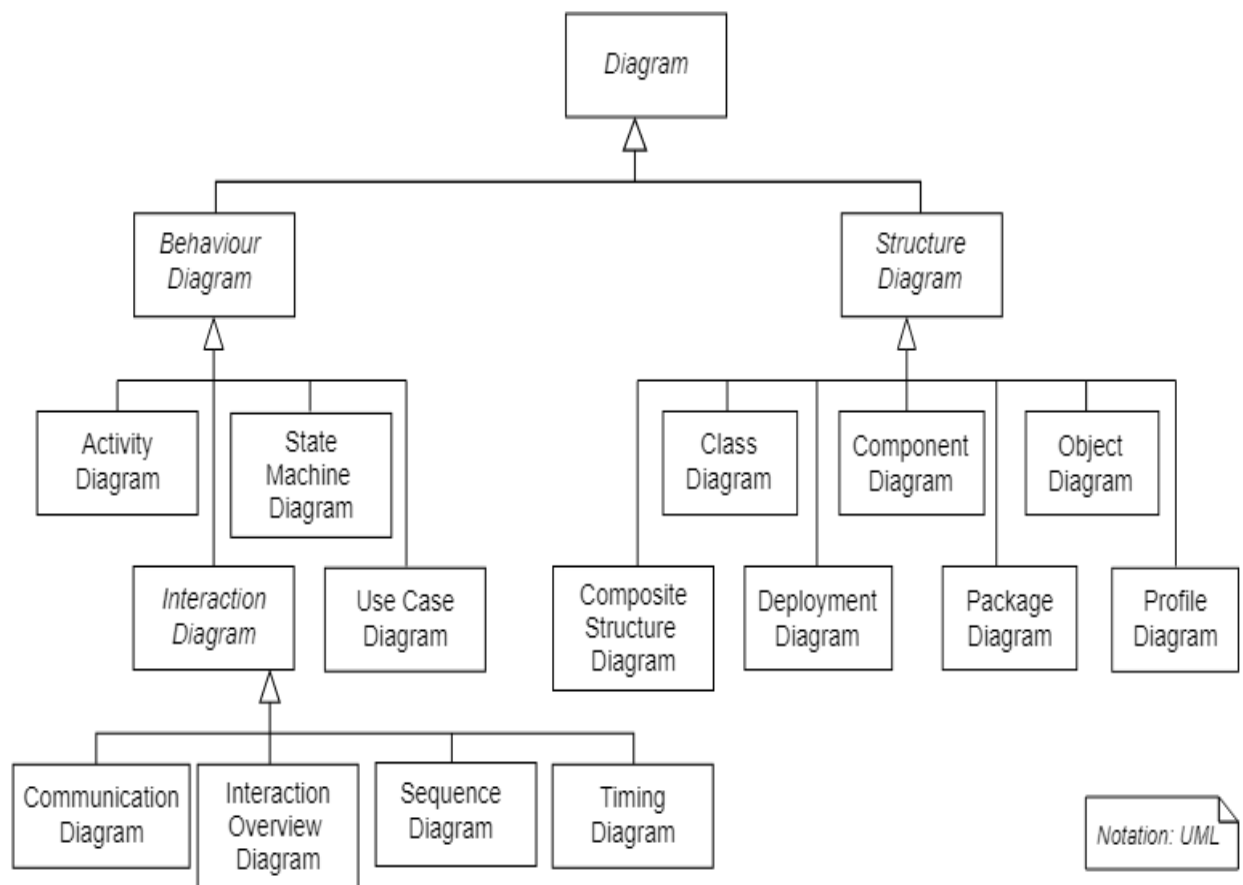 Diagram
Behaviour
Diagram
Structure
Diagram
Activity
Diagram
State
Machine
Diagram
Class
Diagram
Component
Diagram
Object
Diagram
Interaction
Diagram
Use Case
Diagram
Composite
Structure
Diagram
Deployment
Diagram
Package
Diagram
Profile
Diagram
Communication
Diagram
Interaction
Overview
Diagram
Sequence
Diagram
Timing
Diagram
Notation: UML